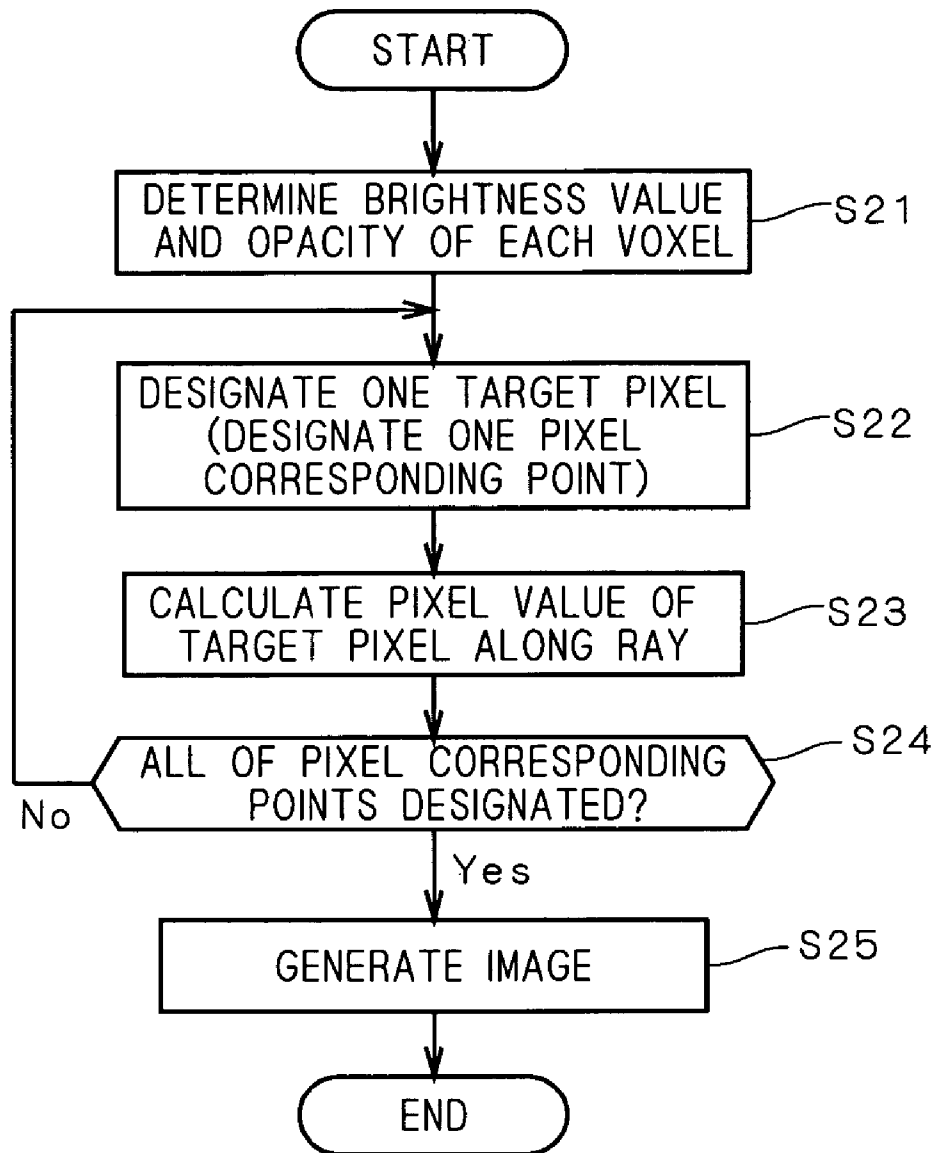 START
DETERMINE BRIGHTNESS VALUE
AND OPACITY OF EACH VOXEL
S21
DESIGNATE ONE TARGET PIXEL
(DESIGNATE ONE PIXEL
CORRESPONDING POINT)
S22
CALCULATE PIXEL VALUE OF
TARGET PIXEL ALONG RAY
S23
ALL OF PIXEL CORRESPONDING
POINTS DESIGNATED?
S24
No
Yes
GENERATE IMAGE
S25
END